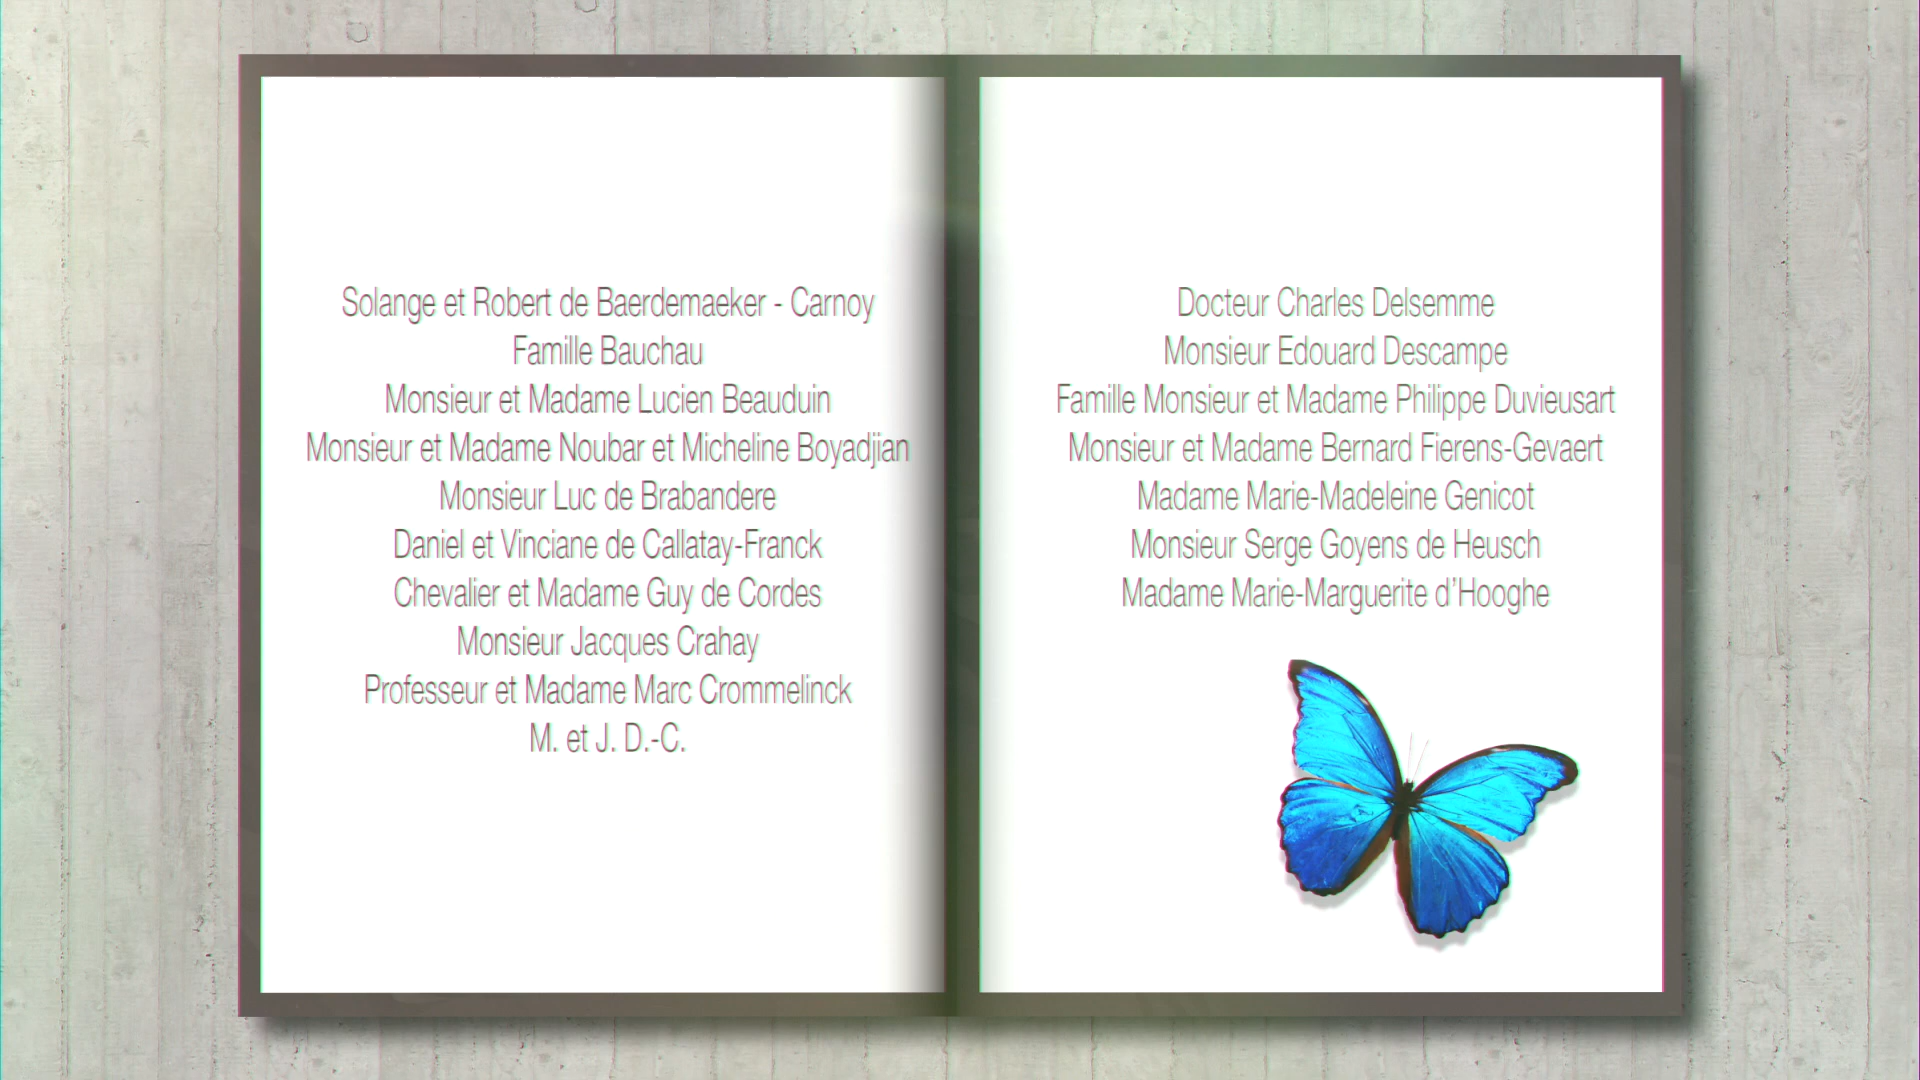 Solange et Robert de Baerdemaeker - Carnoy
Famille Bauchau
Monsieur et Madame Lucien Beauduin
Monsieur et Madame Noubar et Micheline Boyadjian
Monsieur Luc de Brabandere
Daniel et Vinciane de Callatay-Franck
Chevalier et Madame Guy de Cordes
Monsieur Jacques Crahay
Professeur et Madame Marc Crommelinck
M. et J. D.-C.
Docteur Charles Delsemme
Monsieur Edouard Descampe
Famille Monsieur et Madame Philippe Duvieusart
Monsieur et Madame Bernard Fierens-Gevaert
Madame Marie-Madeleine Genicot
Monsieur Serge Goyens de Heusch
Madame Marie-Marguerite d’Hooghe